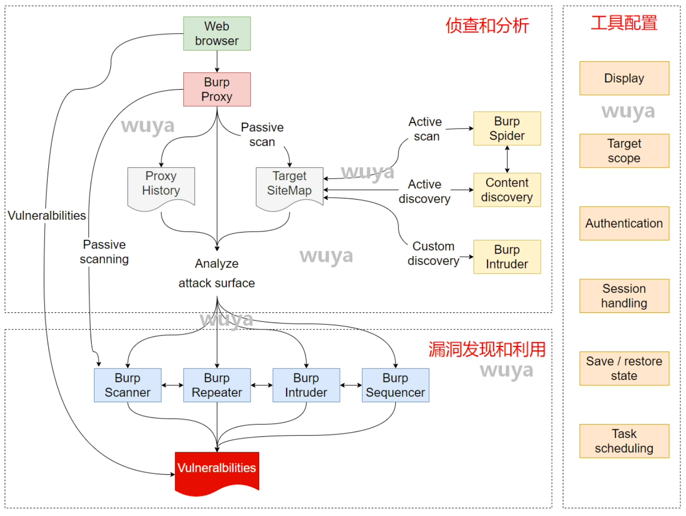 侦查和分析
Web
browser
Burp
Proxy
wuya
Passive
scan
Active
scan
Burp
Spider
Proxy
History
Target
SiteMap
wuya
Active
discovery
Content
discovery
Vulneralbilities
Passive
scanning
Custom
discovery
Burp
Intruder
wuya
Analyze
attack surface
wuya
漏洞发现和利用
wuya
Burp
Scanner
Burp
Repeater
Burp
Intruder
Burp
Sequencer
Vulneralbilities
工具配置
Display
wuya
Target
scope
Authentication
Session
handling
Save / restore
state
Task
scheduling